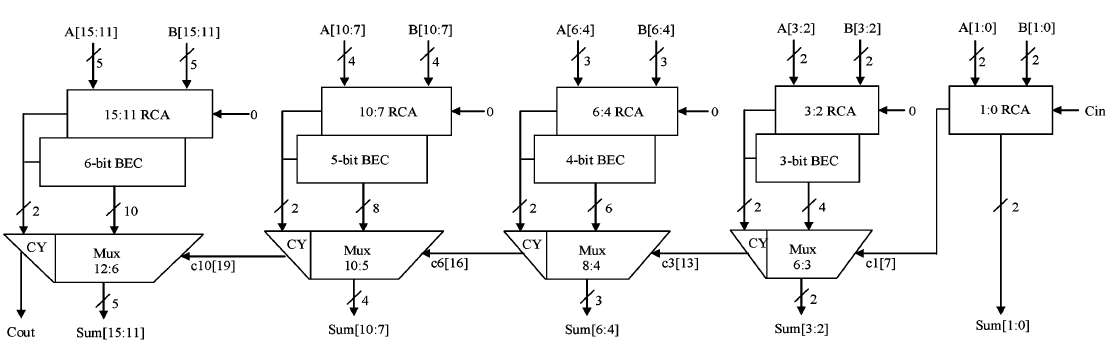 A[15:11] B[15:11] A[10:7] B[10:7] A[6:4] B[6:4] A[3:2] B[3:2] A[1:0] B[1:0]
5 5 4 4 3 3 2 2 2 2
15:11 RCA 0 10:7 RCA 0 6:4 RCA 0 3:2 RCA 0 1:0 RCA Cin
6-bit BEC 5-bit BEC 4-bit BEC 3-bit BEC
2 10 2 8 2 6 2 4 2
CY Mux CY Mux CY Mux CY Mux
12:6 c10[19] 10:5 c6[16] 8:4 c3[13] 6:3 c1[7]
5 4 3 2
Cout Sum[15:11] Sum[10:7] Sum[6:4] Sum[3:2] Sum[1:0]